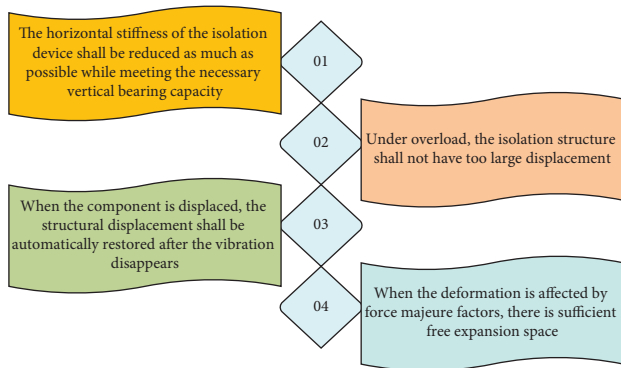 The horizontal stiffness of the isolation
device shall be reduced as much as
possible while meeting the necessary
vertical bearing capacity
01
02
Under overload, the isolation structure
shall not have too large displacement
When the component is displaced, the
structural displacement shall be
automatically restored after the vibration
disappears
03
04
When the deformation is affected by
force majeure factors, there is sufficient
free expansion space